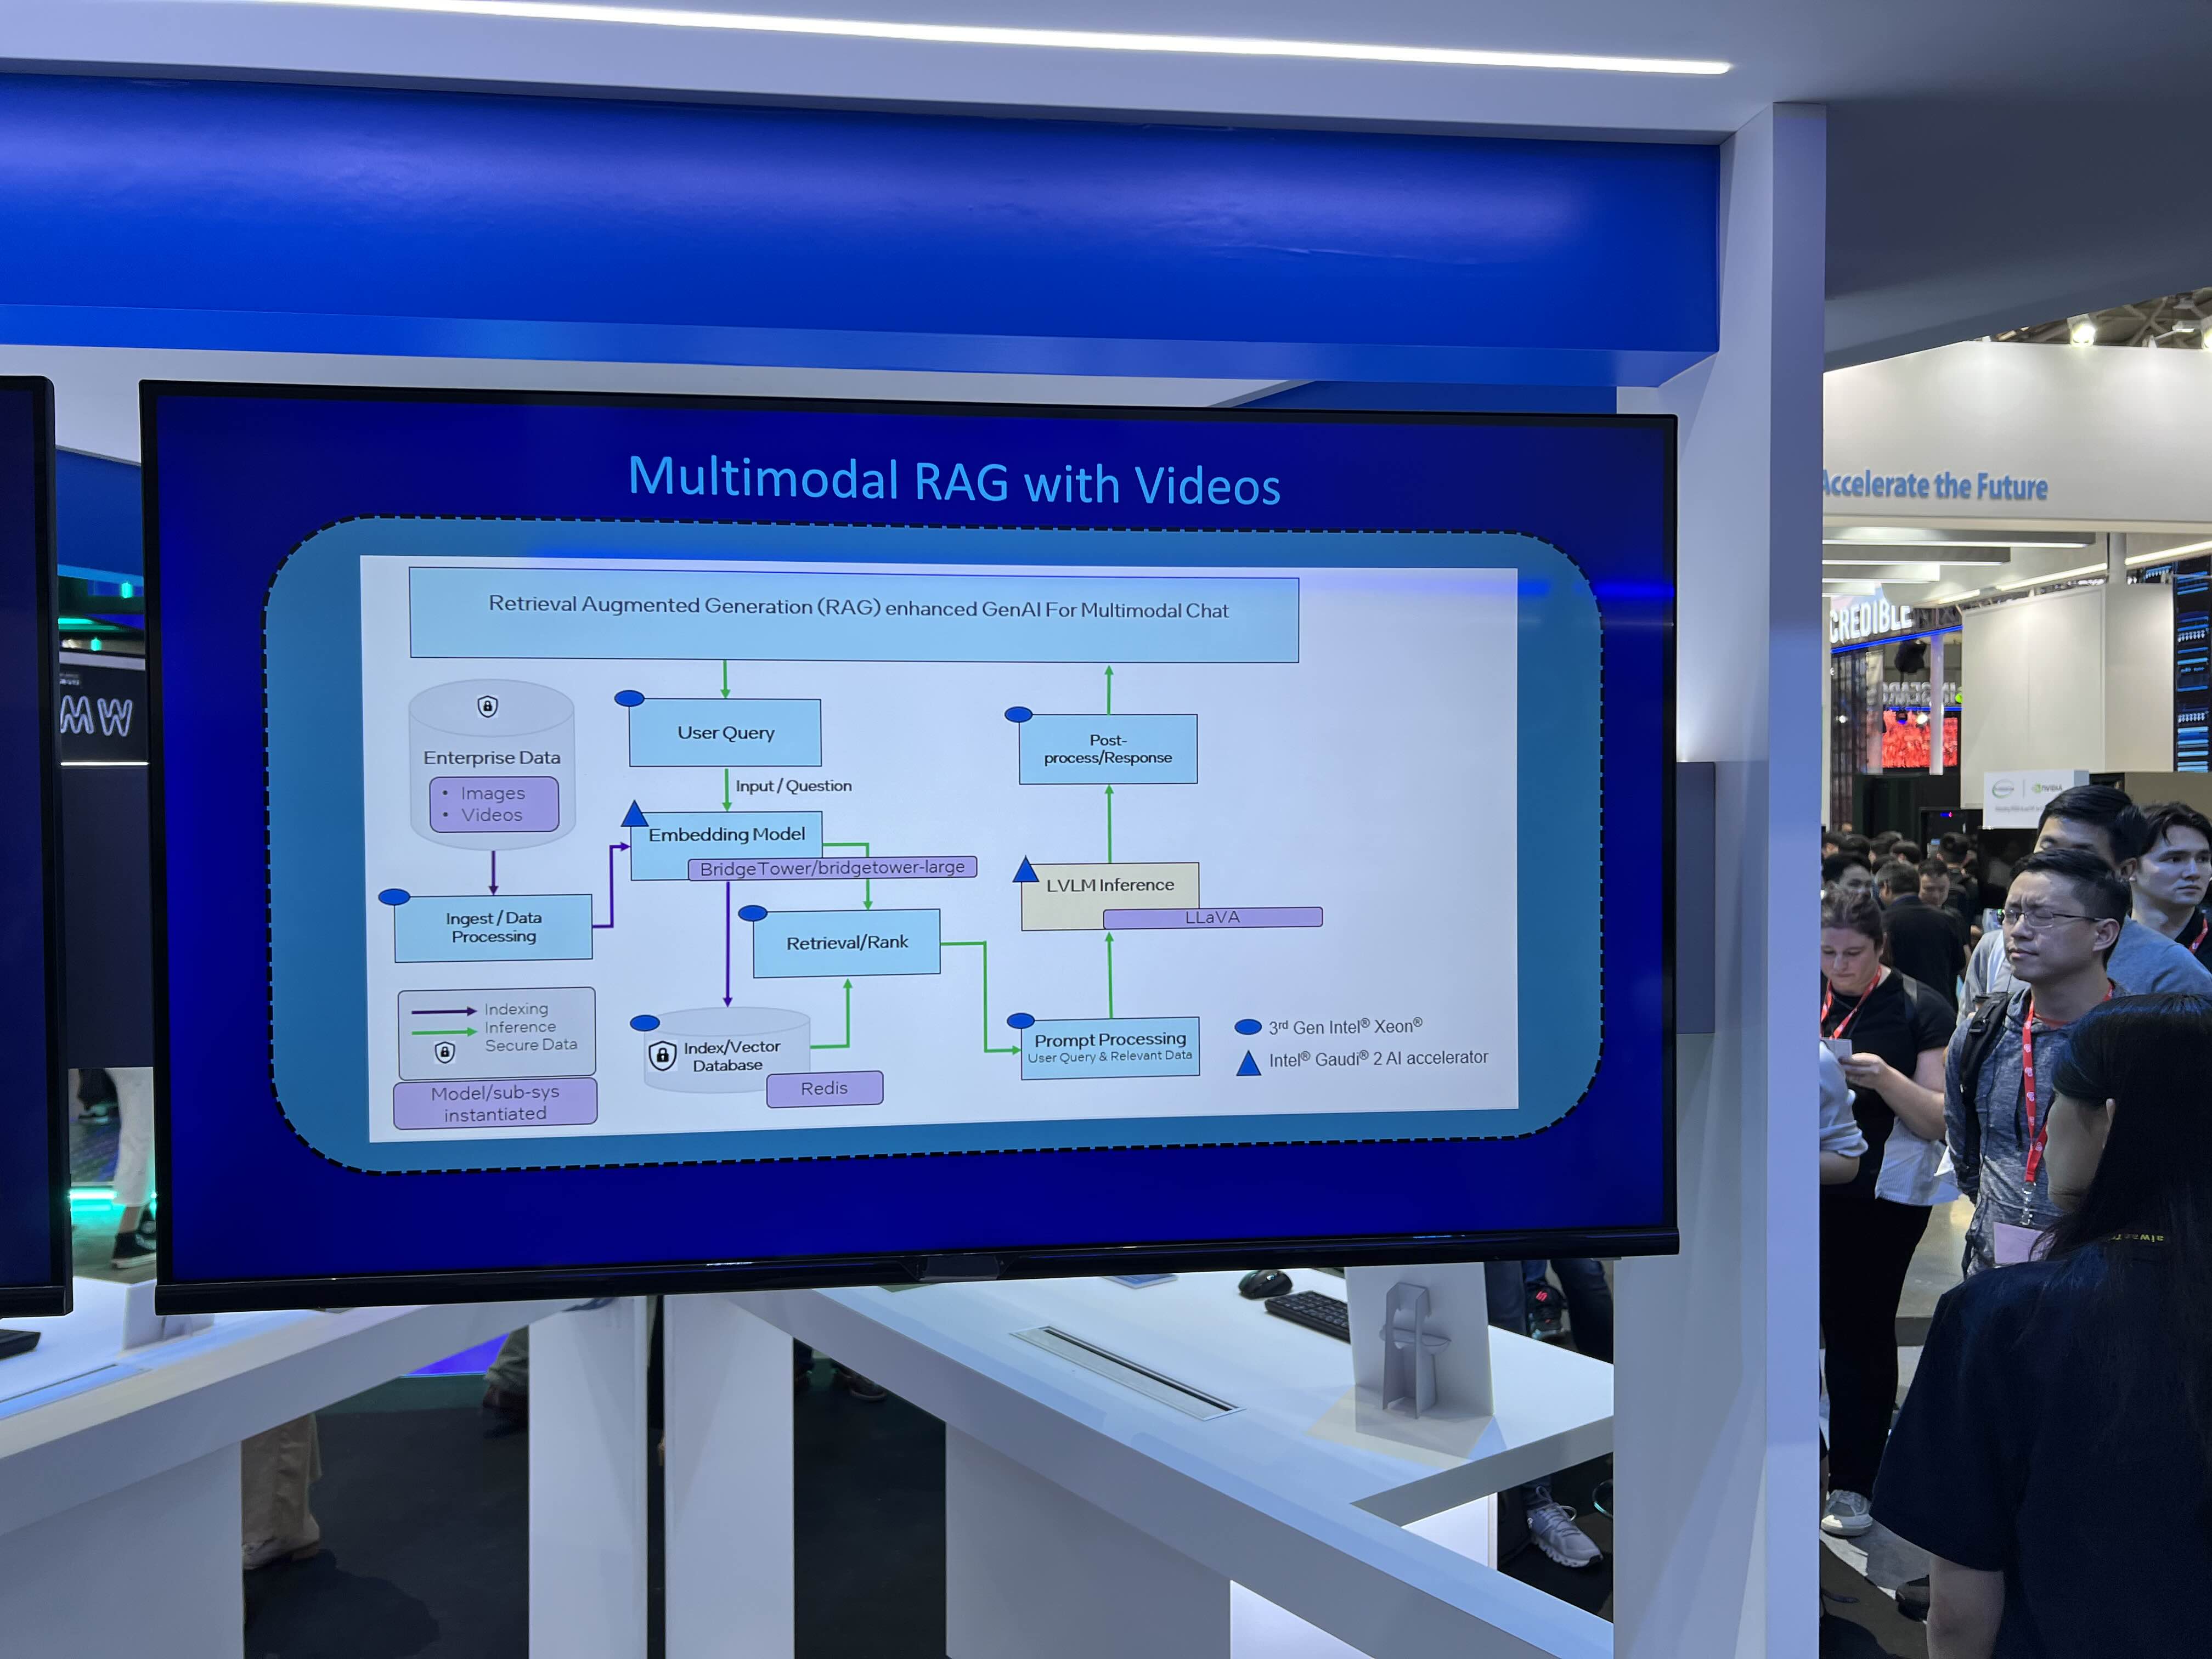 Multimodal RAG with Videos
Retrieval Augmented Generation (RAG) enhanced GenAI For Multimodal Chat
Enterprise Data
• Images
• Videos
User Query
Input / Question
Embedding Model
BridgeTower/bridgetower-large
Ingest / Data
Processing
Retrieval/Rank
Index/Vector
Database
Redis
Post-
process/Response
LVLM Inference
LLaVA
Prompt Processing
User Query & Relevant Data
Indexing
Inference
Secure Data
Model/sub-sys
instantiated
3rd Gen Intel® Xeon®
Intel® Gaudi® 2 AI accelerator
Accelerate the Future
CREDIBLE
NVIDIA
MW